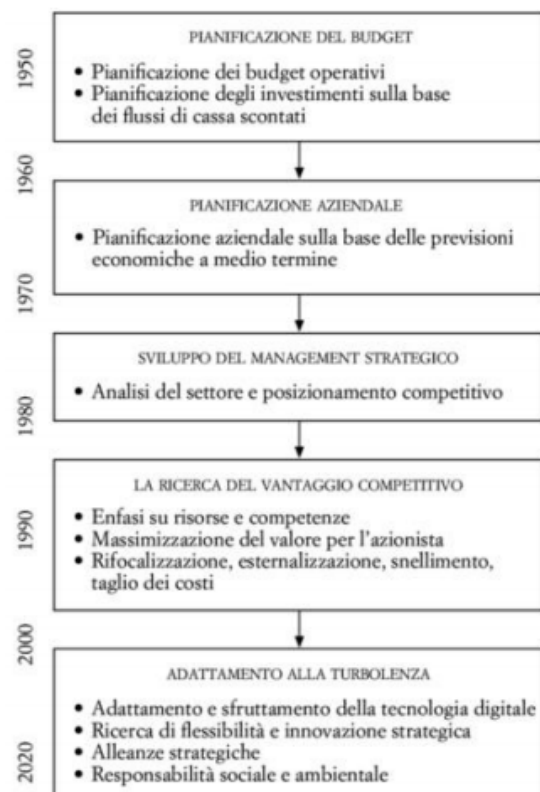 1950
PIANIFICAZIONE DEL BUDGET
• Pianificazione dei budget operativi
• Pianificazione degli investimenti sulla base
dei flussi di cassa scontati
1960
PIANIFICAZIONE AZIENDALE
• Pianificazione aziendale sulla base delle previsioni
economiche a medio termine
1970
SVILUPPO DEL MANAGEMENT STRATEGICO
• Analisi del settore e posizionamento competitivo
1980
LA RICERCA DEL VANTAGGIO COMPETITIVO
• Enfasi su risorse e competenze
• Massimizzazione del valore per l'azionista
• Rifocalizzazione, esternalizzazione, snellimento,
taglio dei costi
1990
2000
ADATTAMENTO ALLA TURBOLENZA
• Adattamento e sfruttamento della tecnologia digitale
• Ricerca di flessibilità e innovazione strategica
• Alleanze strategiche
• Responsabilità sociale e ambientale
2020